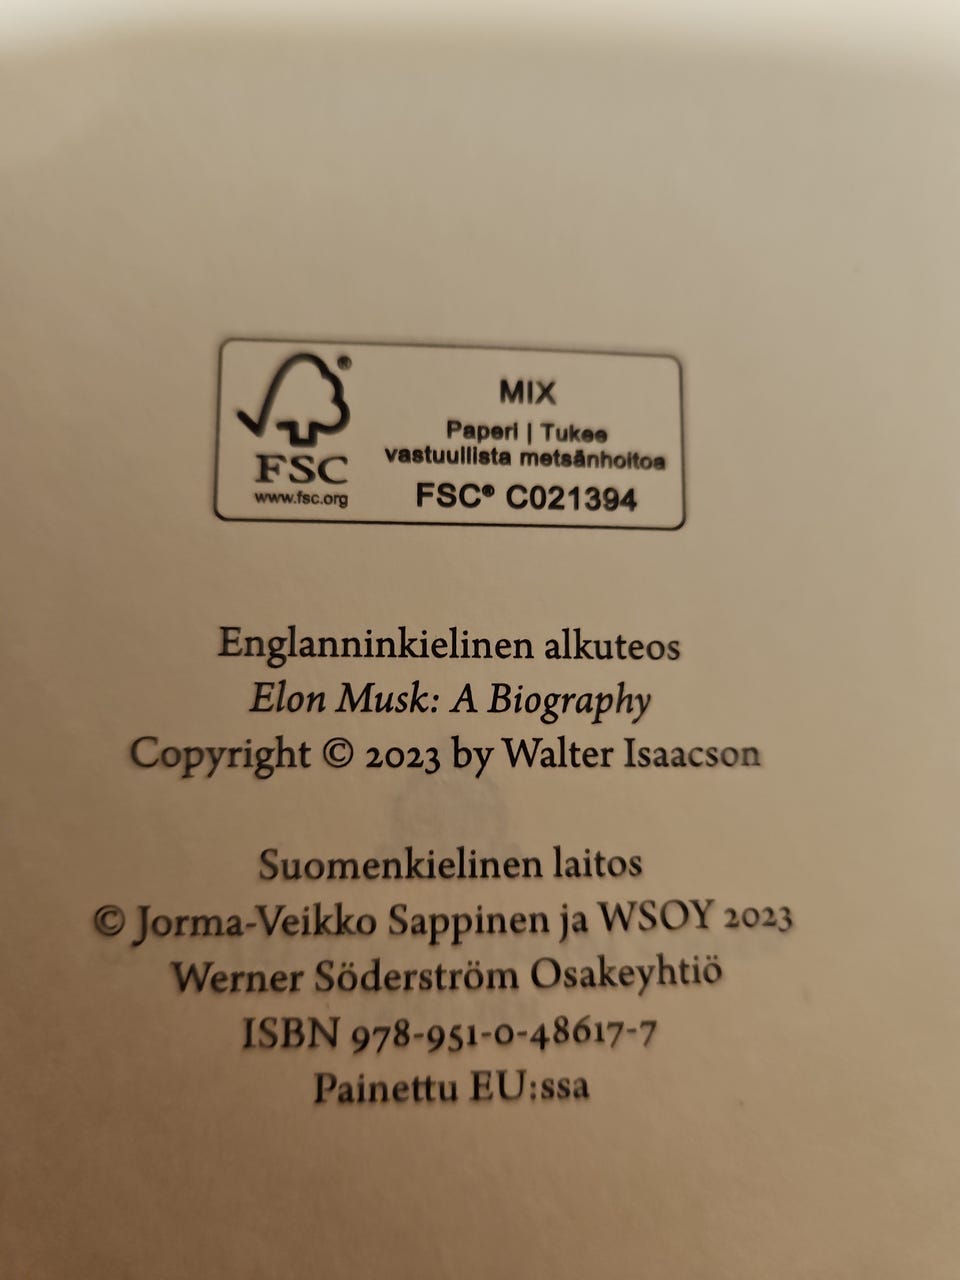 MIX
Paperi | Tukee
vastuullista metsänhoitoa
FSC® C021394
®
FSC
www.fsc.org
Englanninkielinen alkuteos
Elon Musk: A Biography
Copyright © 2023 by Walter Isaacson
Suomenkielinen laitos
© Jorma-Veikko Sappinen ja WSOY 2023
Werner Söderström Osakeyhtiö
ISBN 978-951-0-48617-7
Painettu EU:ssa